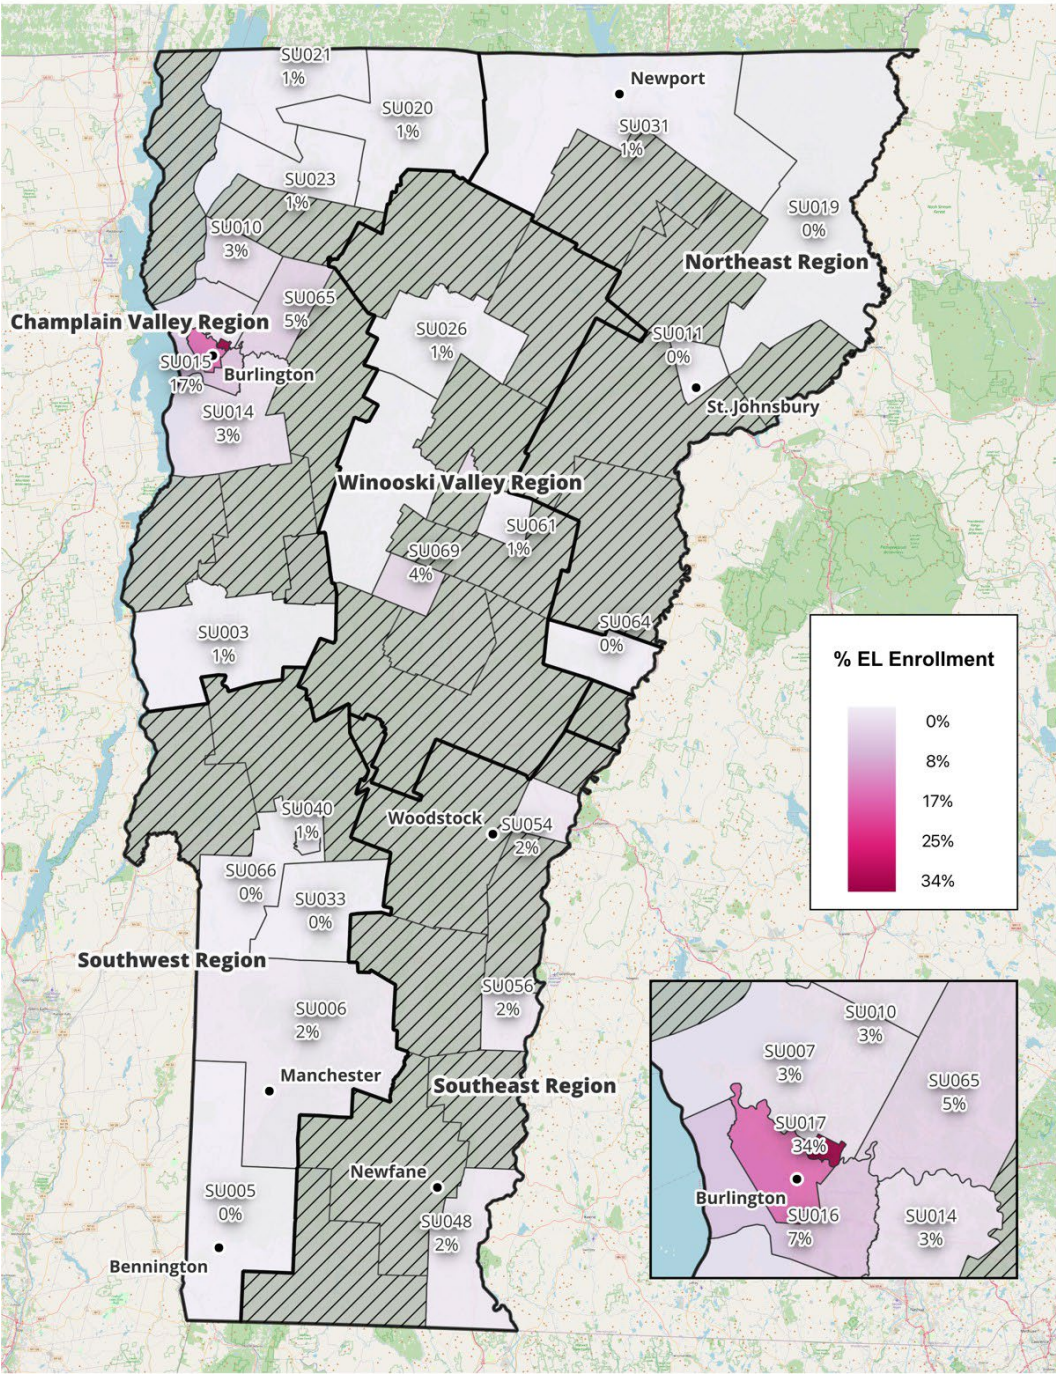 SU021
1%
Newport
SU020
1%
SU031
1%
SU023
1%
SU019
0%
SU010
3%
Northeast Region
SU065
5%
Champlain Valley Region
SU026
1%
SU011
0%
SU015
17%
Burlington
St. Johnsbury
SU014
3%
Winooski Valley Region
SU061
1%
SU069
4%
SU003
1%
SU064
0%
% EL Enrollment
0%
8%
17%
25%
34%
SU040
1%
Woodstock
SU054
2%
SU066
0%
SU033
0%
Southwest Region
SU006
2%
SU056
2%
Manchester
Southeast Region
Newfane
SU005
0%
SU048
2%
Bennington
SU010
3%
SU007
3%
SU065
5%
SU017
34%
Burlington
SU016
7%
SU014
3%